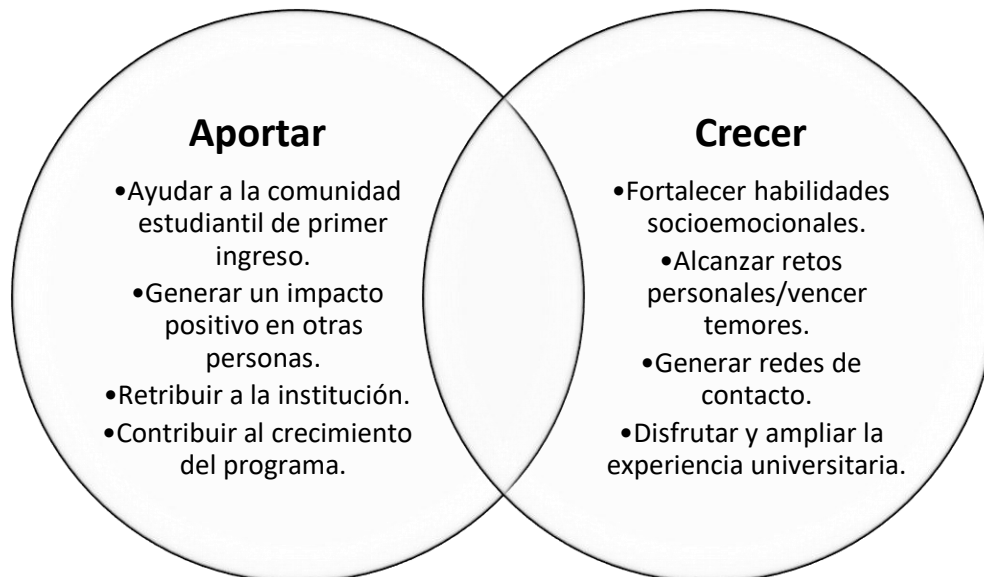 Aportar
•Ayudar a la comunidad
estudiantil de primer
ingreso.
•Generar un impacto
positivo en otras
personas.
•Retribuir a la institución.
•Contribuir al crecimiento
del programa.
Crecer
•Fortalecer habilidades
socioemocionales.
•Alcanzar retos
personales/vencer
temores.
•Generar redes de
contacto.
•Disfrutar y ampliar la
experiencia universitaria.